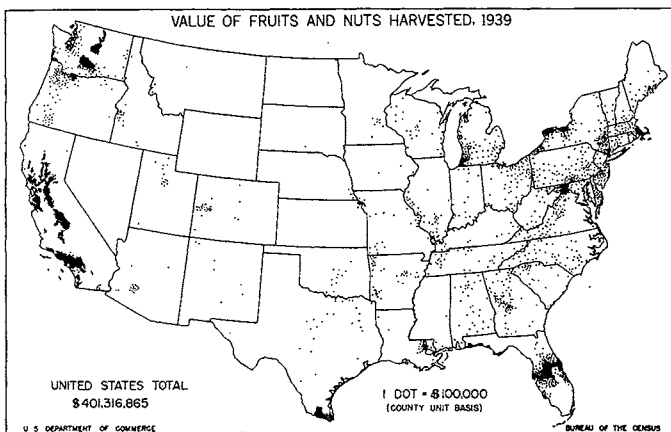 VALUE OF FRUITS AND NUTS HARVESTED, 1939
UNITED STATES TOTAL
$401,316,865
1 DOT = $100,000
(COUNTY UNIT BASIS)
U S DEPARTMENT OF COMMERCE
BUREAU OF THE CENSUS